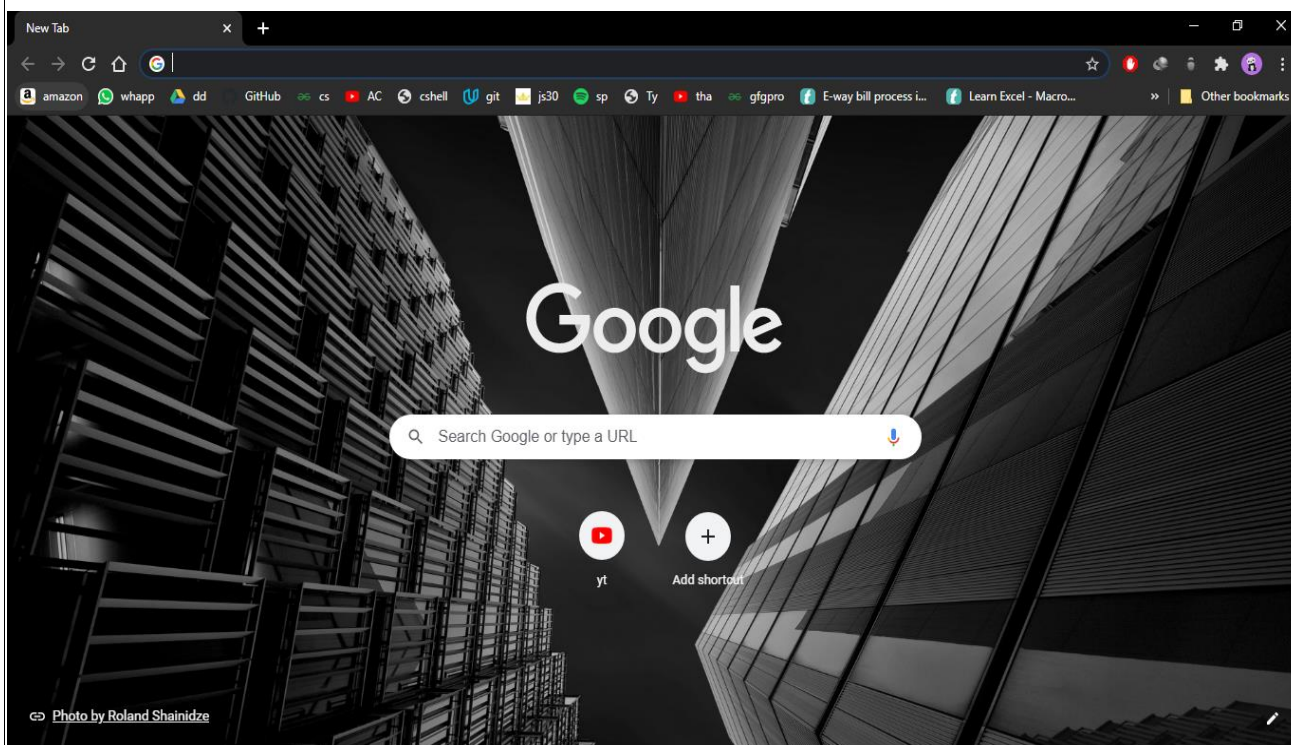 New Tab
amazon whapp dd GitHub cs AC cshell git js30 sp Ty tha gfgpro E-way bill process i... Learn Excel - Macro... » Other bookmarks
Google
Search Google or type a URL
yt Add shortcut
Photo by Roland Shainidze